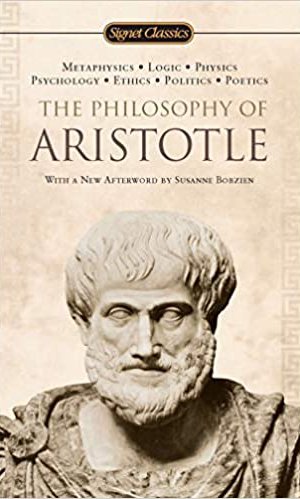 Signet Classics
METAPHYSICS • LOGIC • PHYSICS
PSYCHOLOGY • ETHICS • POLITICS • POETICS
THE PHILOSOPHY OF
ARISTOTLE
WITH A NEW AFTERWORD BY SUSANNE BOBZIEN